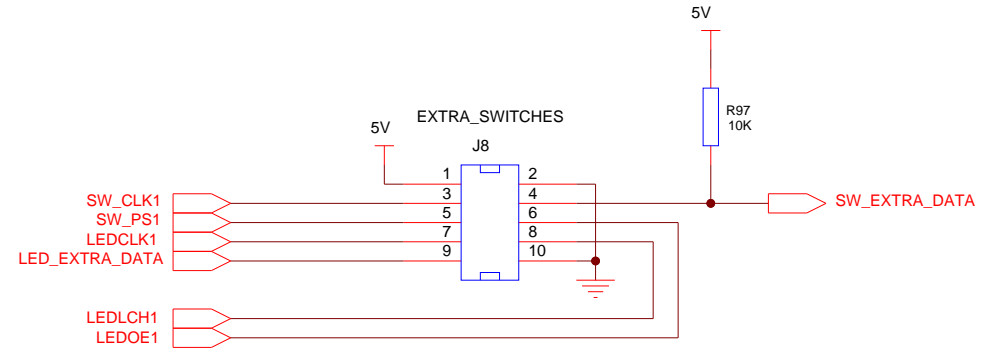 5V
R97
10K
EXTRA_SWITCHES
5V
J8
1 2
SW_CLK1 3 4 SW_EXTRA_DATA
SW_PS1 5 6
LEDCLK1 7 8
LED_EXTRA_DATA 9 10
LEDLCH1
LEDOE1